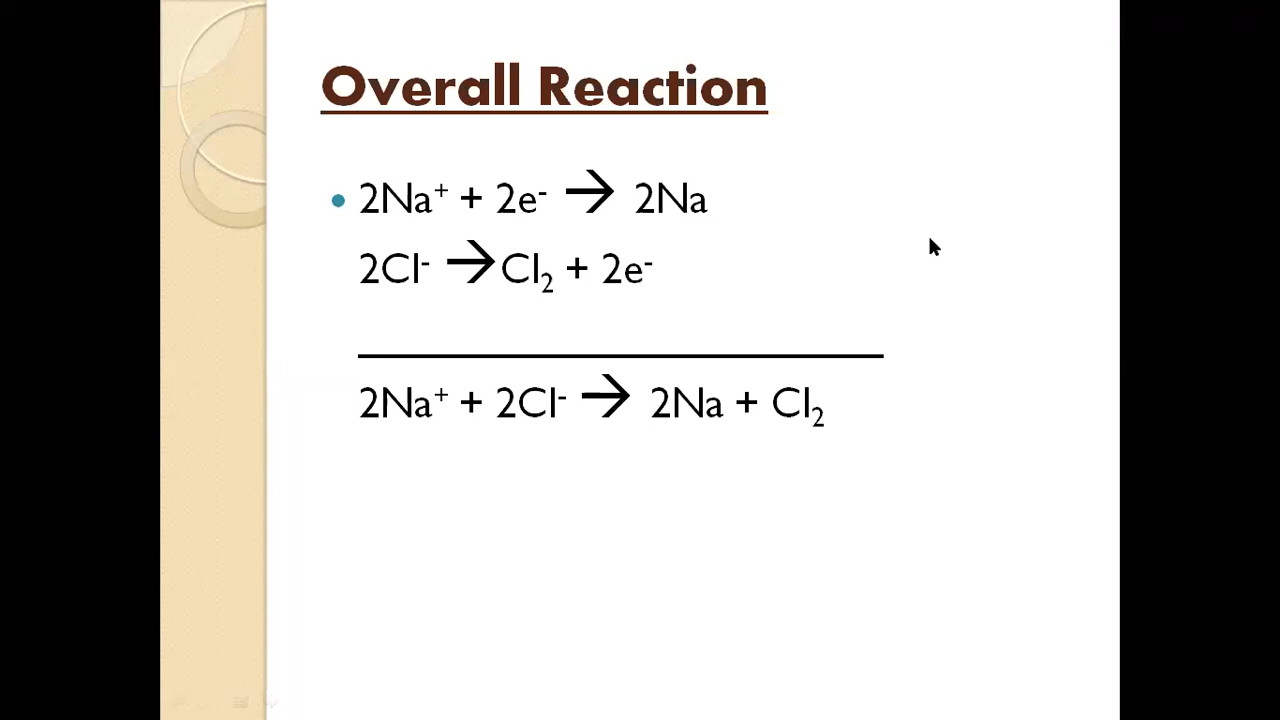 Overall Reaction
• 2Na⁺ + 2e⁻ → 2Na
2Cl⁻ → Cl₂ + 2e⁻
2Na⁺ + 2Cl⁻ → 2Na + Cl₂